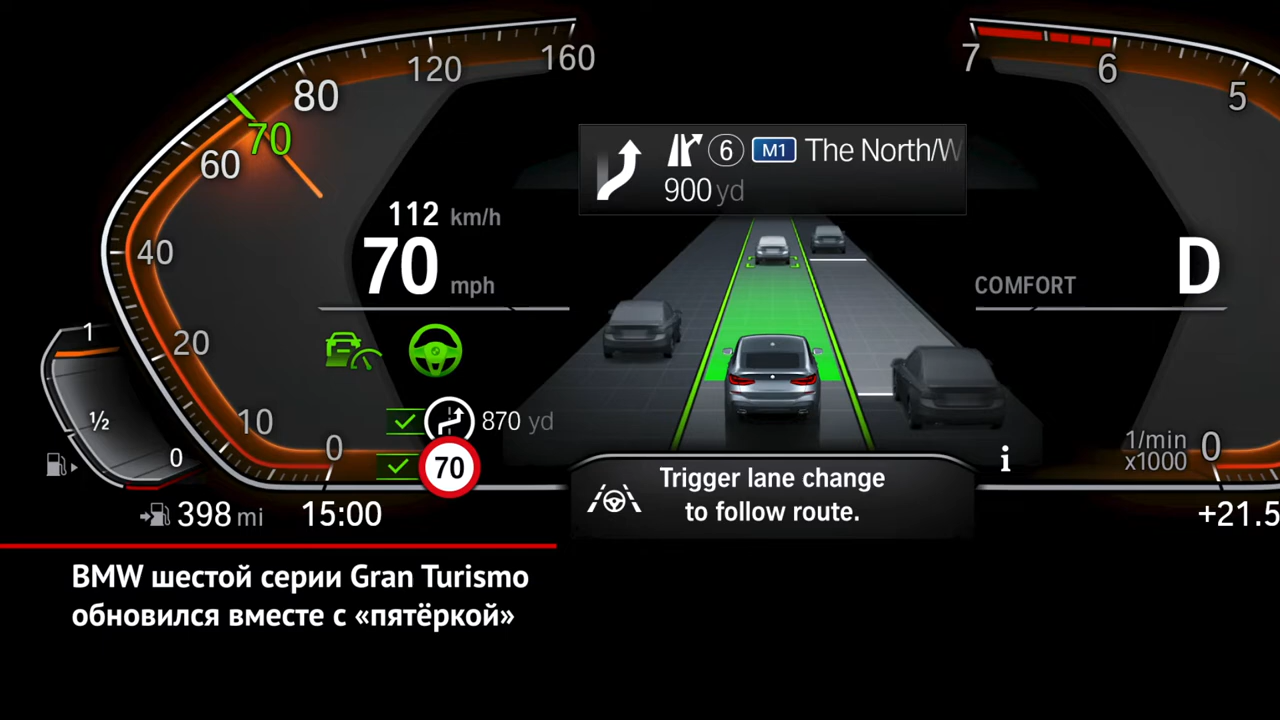 160
120
80
70
60
40
20
10
0
7
6
5
6 M1 The North/W
900 yd
112 km/h
70 mph
COMFORT
D
1
½
0
870 yd
70
1/min
x1000
0
i
Trigger lane change
to follow route.
398 mi
15:00
+21.5
BMW шестой серии Gran Turismo
обновился вместе с «пятёркой»